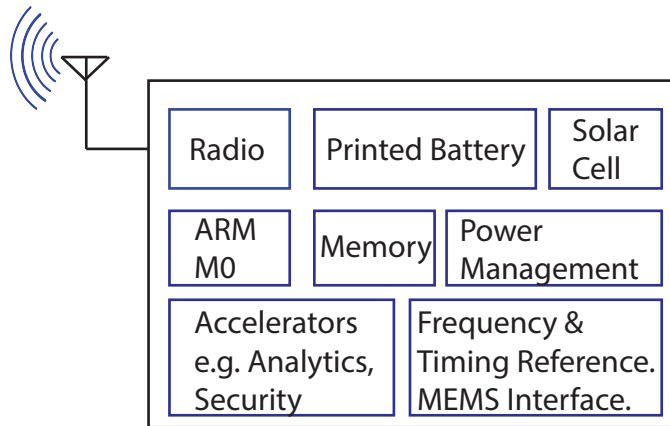 Radio
Printed Battery
Solar
Cell
ARM
M0
Memory
Power
Management
Accelerators
e.g. Analytics,
Security
Frequency &
Timing Reference.
MEMS Interface.